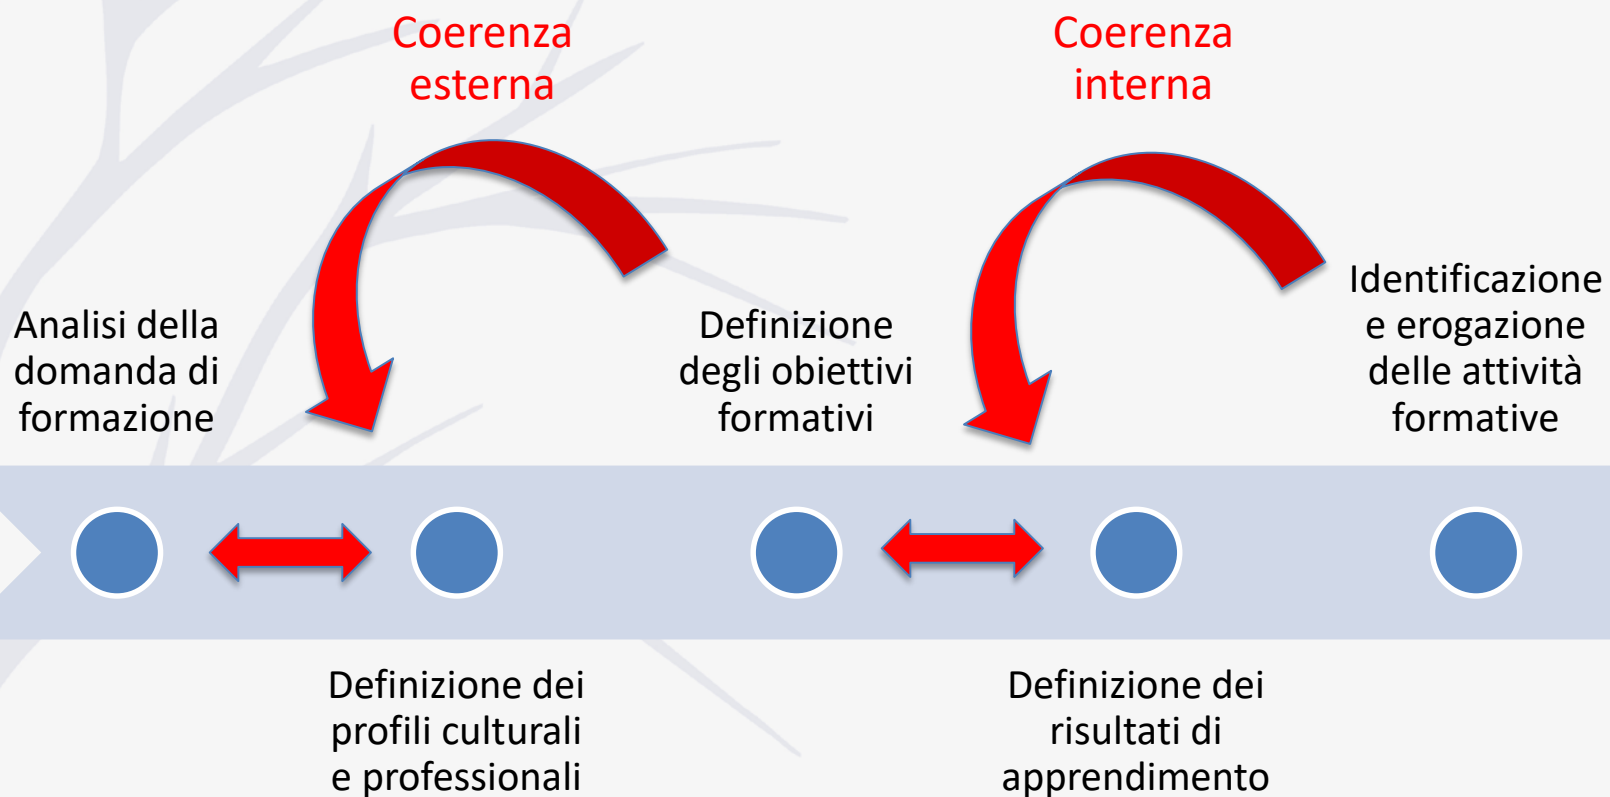 Coerenza
esterna
Coerenza
interna
Analisi della
domanda di
formazione
Definizione
degli obiettivi
formativi
Identificazione
e erogazione
delle attività
formative
Definizione dei
profili culturali
e professionali
Definizione dei
risultati di
apprendimento